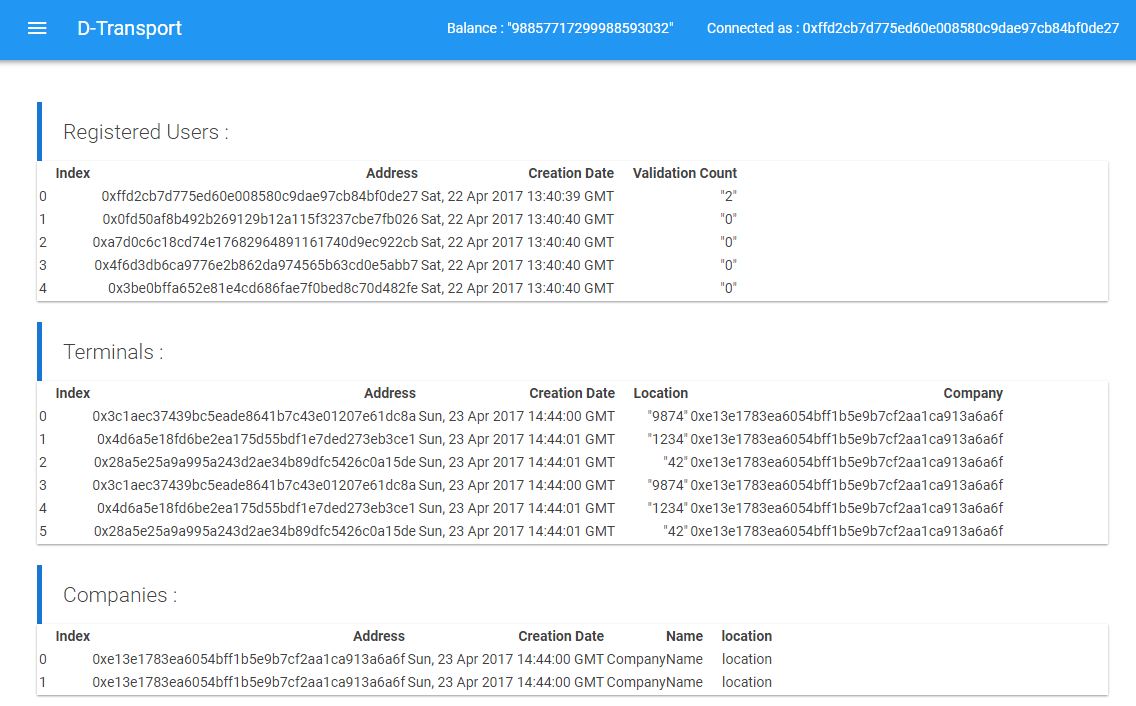 D-Transport Balance : "98857717299988593032" Connected as : 0xffd2cb7d775ed60e008580c9dae97cb84bf0de27
Registered Users :
Index Address Creation Date Validation Count
0 0xffd2cb7d775ed60e008580c9dae97cb84bf0de27 Sat, 22 Apr 2017 13:40:39 GMT "2"
1 0x0fd50af8b492b269129b12a115f3237cbe7fb026 Sat, 22 Apr 2017 13:40:40 GMT "0"
2 0xa7d0c6c18cd74e17682964891161740d9ec922cb Sat, 22 Apr 2017 13:40:40 GMT "0"
3 0x4f6d3db6ca9776e2b862da974565b63cd0e5abb7 Sat, 22 Apr 2017 13:40:40 GMT "0"
4 0x3be0bffa652e81e4cd686fae7f0bed8c70d482fe Sat, 22 Apr 2017 13:40:40 GMT "0"
Terminals :
Index Address Creation Date Location Company
0 0x3c1aec37439bc5eade8641b7c43e01207e61dc8a Sun, 23 Apr 2017 14:44:00 GMT "9874" 0xe13e1783ea6054bff1b5e9b7cf2aa1ca913a6a6f
1 0x4d6a5e18fd6be2ea175d55bdf1e7ded273eb3ce1 Sun, 23 Apr 2017 14:44:01 GMT "1234" 0xe13e1783ea6054bff1b5e9b7cf2aa1ca913a6a6f
2 0x28a5e25a9a995a243d2ae34b89dfc5426c0a15de Sun, 23 Apr 2017 14:44:01 GMT "42" 0xe13e1783ea6054bff1b5e9b7cf2aa1ca913a6a6f
3 0x3c1aec37439bc5eade8641b7c43e01207e61dc8a Sun, 23 Apr 2017 14:44:00 GMT "9874" 0xe13e1783ea6054bff1b5e9b7cf2aa1ca913a6a6f
4 0x4d6a5e18fd6be2ea175d55bdf1e7ded273eb3ce1 Sun, 23 Apr 2017 14:44:01 GMT "1234" 0xe13e1783ea6054bff1b5e9b7cf2aa1ca913a6a6f
5 0x28a5e25a9a995a243d2ae34b89dfc5426c0a15de Sun, 23 Apr 2017 14:44:01 GMT "42" 0xe13e1783ea6054bff1b5e9b7cf2aa1ca913a6a6f
Companies :
Index Address Creation Date Name location
0 0xe13e1783ea6054bff1b5e9b7cf2aa1ca913a6a6f Sun, 23 Apr 2017 14:44:00 GMT CompanyName location
1 0xe13e1783ea6054bff1b5e9b7cf2aa1ca913a6a6f Sun, 23 Apr 2017 14:44:00 GMT CompanyName location